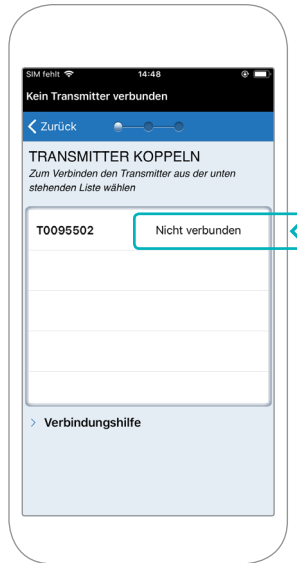 SIM fehlt 14:48
Kein Transmitter verbunden
Zurück
TRANSMITTER KOPPELN
Zum Verbinden den Transmitter aus der unten
stehenden Liste wählen
T0095502 Nicht verbunden
Verbindungshilfe